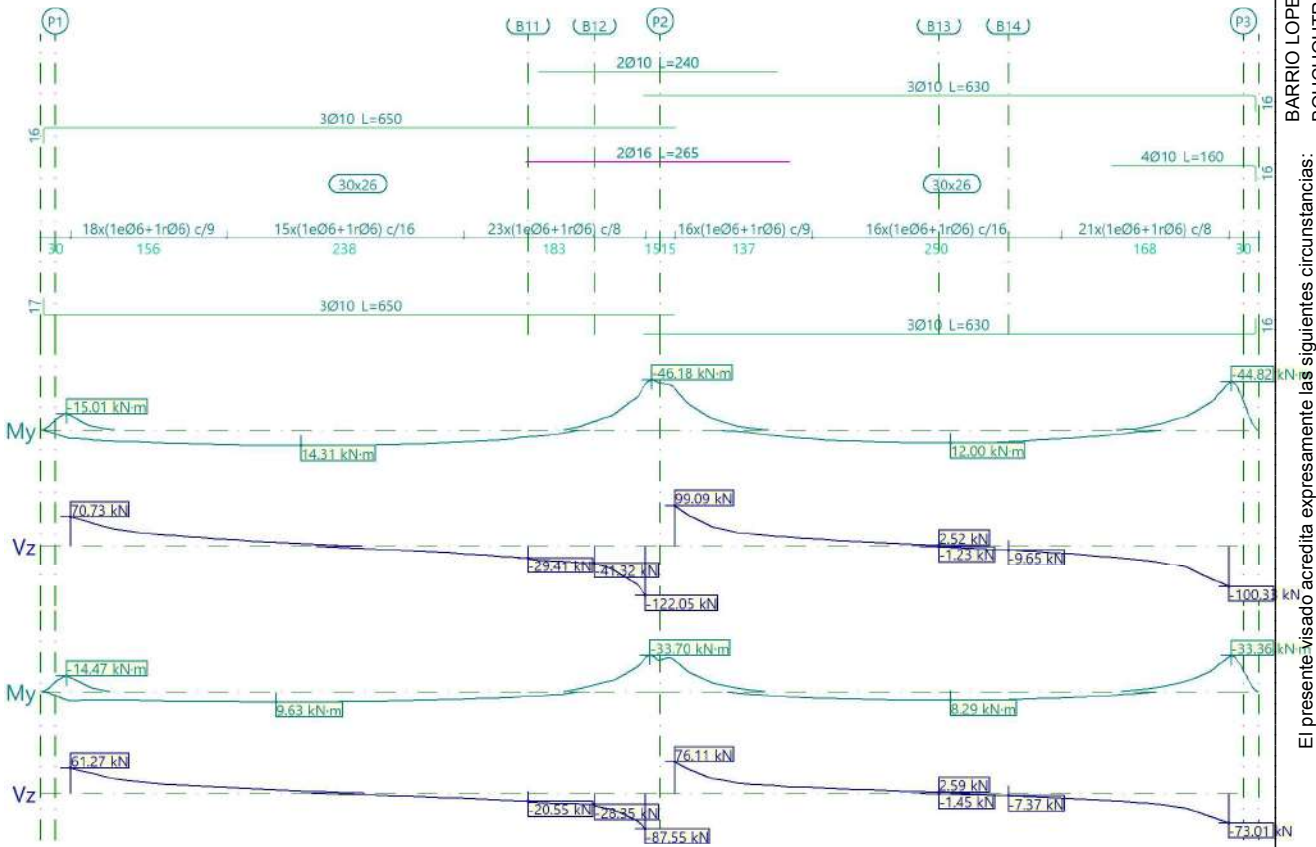 P1
B11
B12
P2
B13
B14
P3
2Ø10 L=240
3Ø10 L=630
16
3Ø10 L=650
16
2Ø16 L=265
4Ø10 L=160
16
30x26
30x26
18x(1eØ6+1rØ6) c/9
15x(1eØ6+1rØ6) c/16
23x(1eØ6+1rØ6) c/8
16x(1eØ6+1rØ6) c/9
16x(1eØ6+1rØ6) c/16
21x(1eØ6+1rØ6) c/8
30
156
238
183
15
15
137
290
168
30
17
3Ø10 L=650
3Ø10 L=630
16
My
-15.01 kN·m
14.31 kN·m
-46.18 kN·m
12.00 kN·m
-44.82 kN·m
Vz
70.73 kN
-29.41 kN
-41.32 kN
-122.05 kN
99.09 kN
2.52 kN
-1.23 kN
-9.65 kN
-100.33 kN
My
-14.47 kN·m
9.63 kN·m
-33.70 kN·m
8.29 kN·m
-33.36 kN·m
Vz
61.27 kN
-20.55 kN
-28.35 kN
-87.55 kN
76.11 kN
2.59 kN
-1.45 kN
-7.37 kN
-73.01 kN
BARRIO LOPE
El presente visado acredita expresamente las siguientes circunstancias: